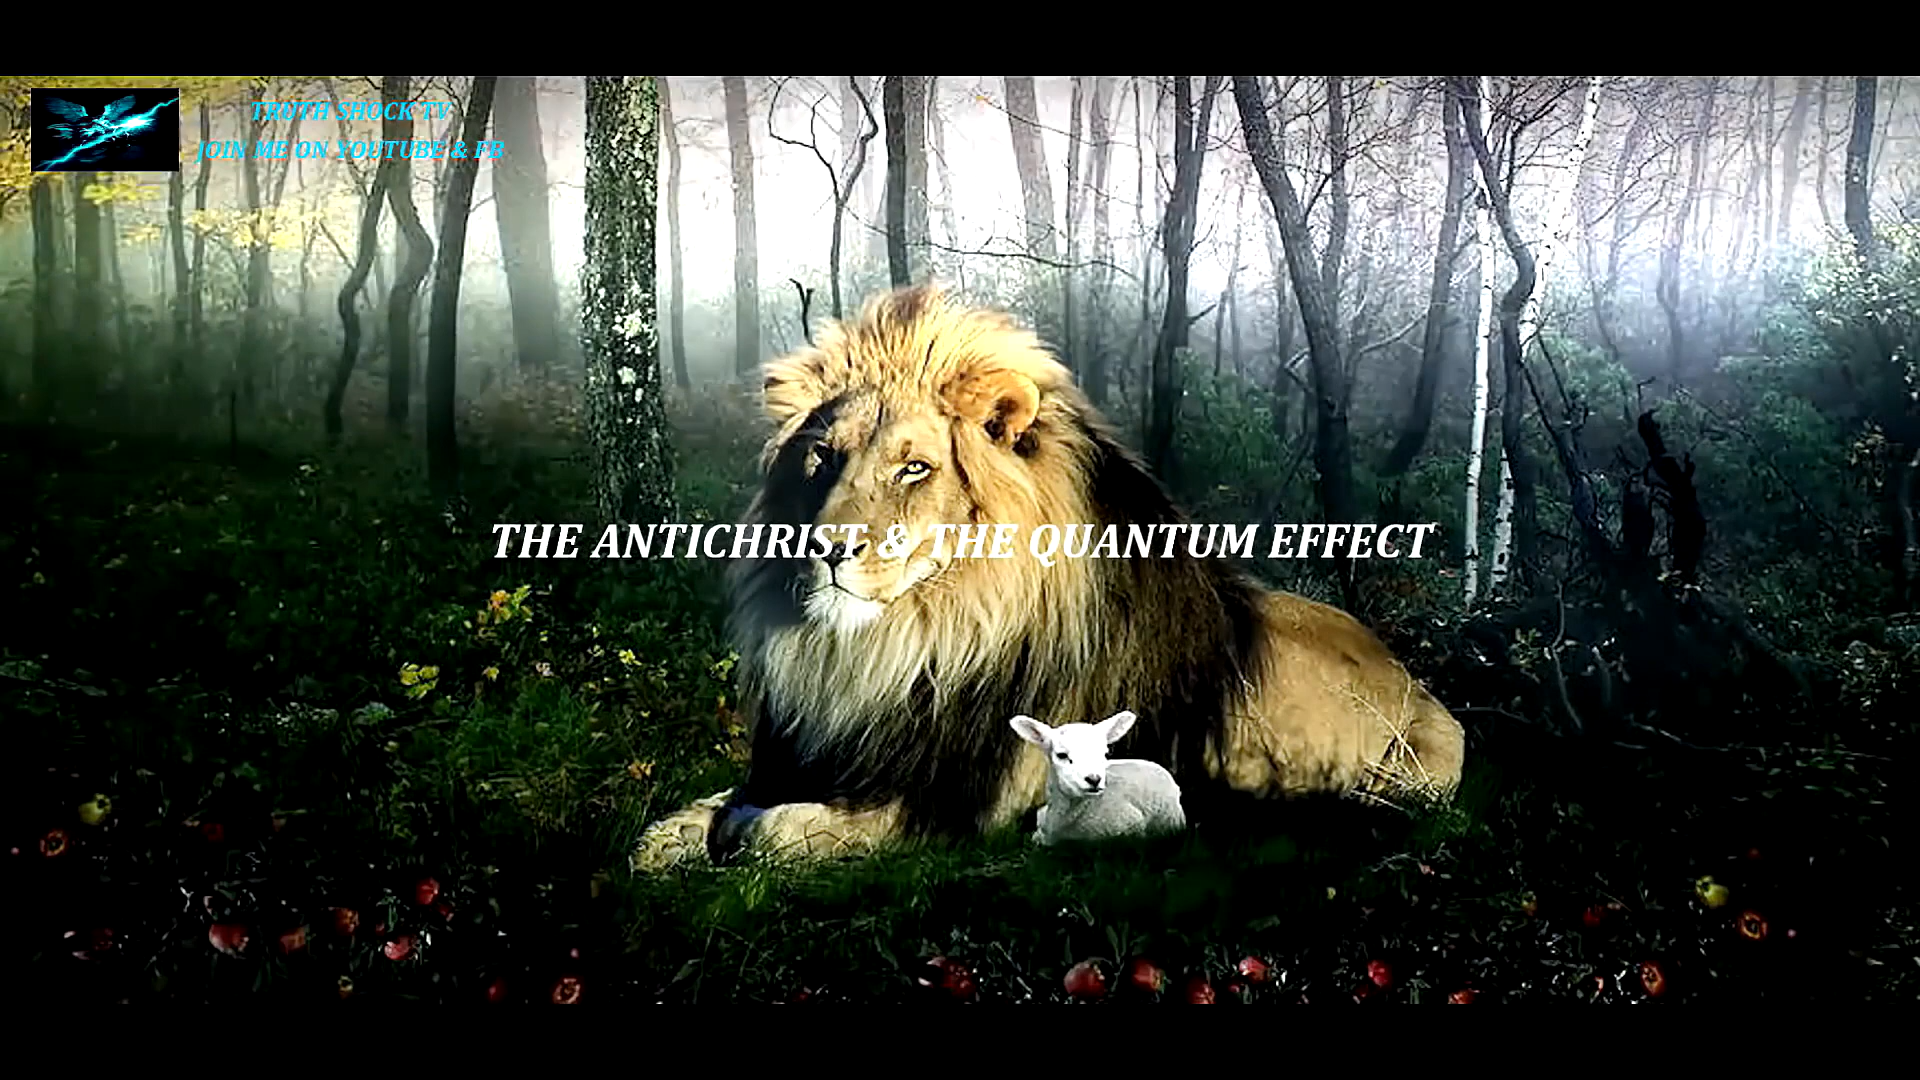 TRUTH SHOCK TV
JOIN ME ON YOUTUBE & FB
THE ANTICHRIST & THE QUANTUM EFFECT